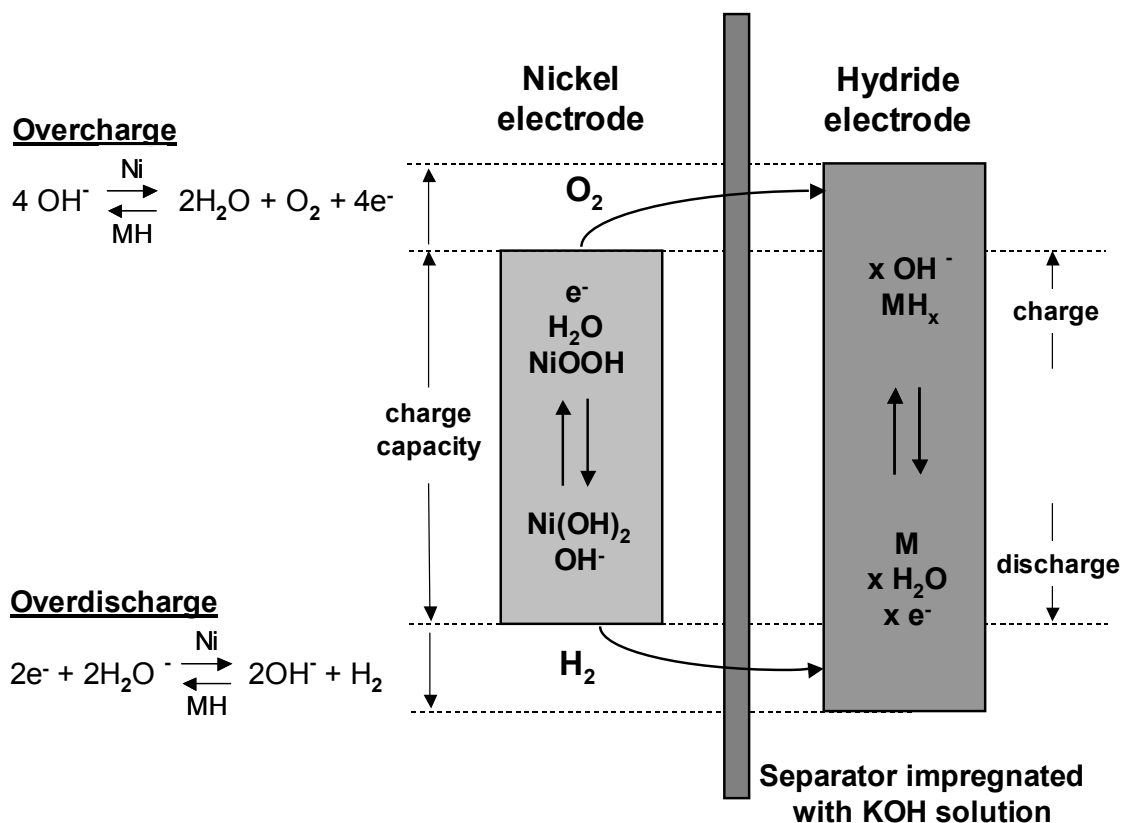 Nickel
electrode
Hydride
electrode
Overcharge
Ni
4 OH⁻ ⇄ 2H₂O + O₂ + 4e⁻
MH
O₂
e⁻
H₂O
NiOOH
x OH ⁻
MHₓ
charge
charge
capacity
Ni(OH)₂
OH⁻
M
x H₂O
x e⁻
discharge
Overdischarge
Ni
2e⁻ + 2H₂O ⁻ ⇄ 2OH⁻ + H₂
MH
H₂
Separator impregnated
with KOH solution